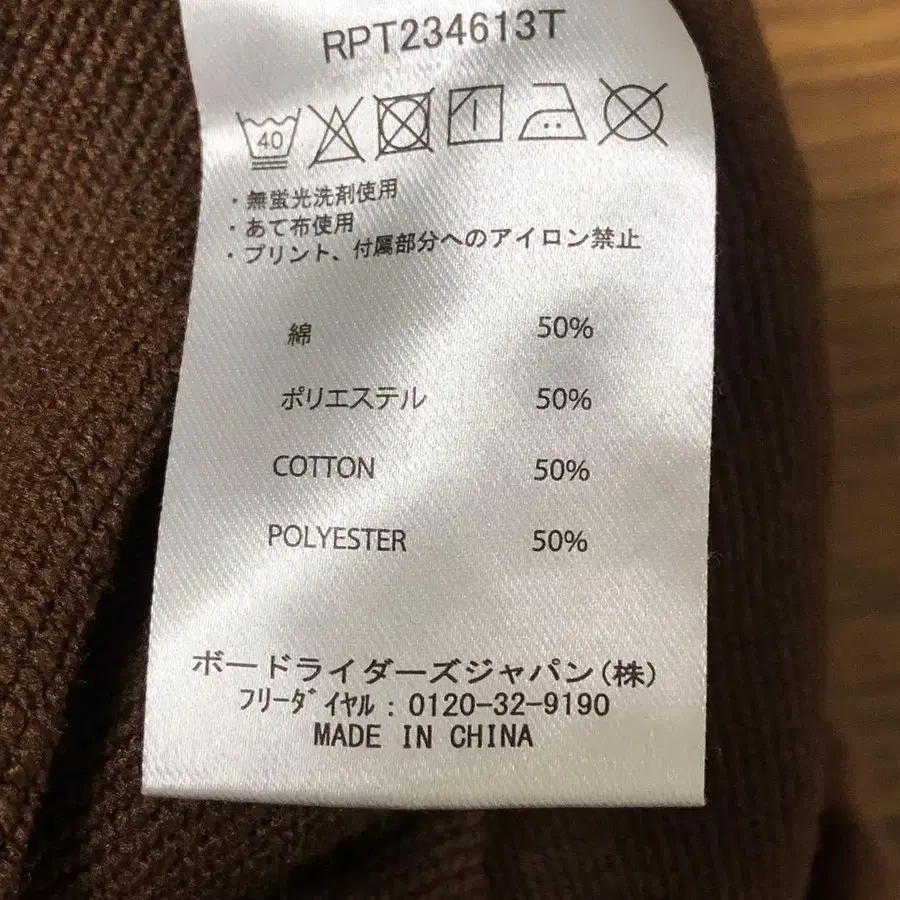 RPT234613T
40
・無蛍光洗剤使用
・あて布使用
・プリント、付属部分へのアイロン禁止
綿 50%
ポリエステル 50%
COTTON 50%
POLYESTER 50%
ボードライダーズジャパン(株)
フリーダイヤル：0120-32-9190
MADE IN CHINA